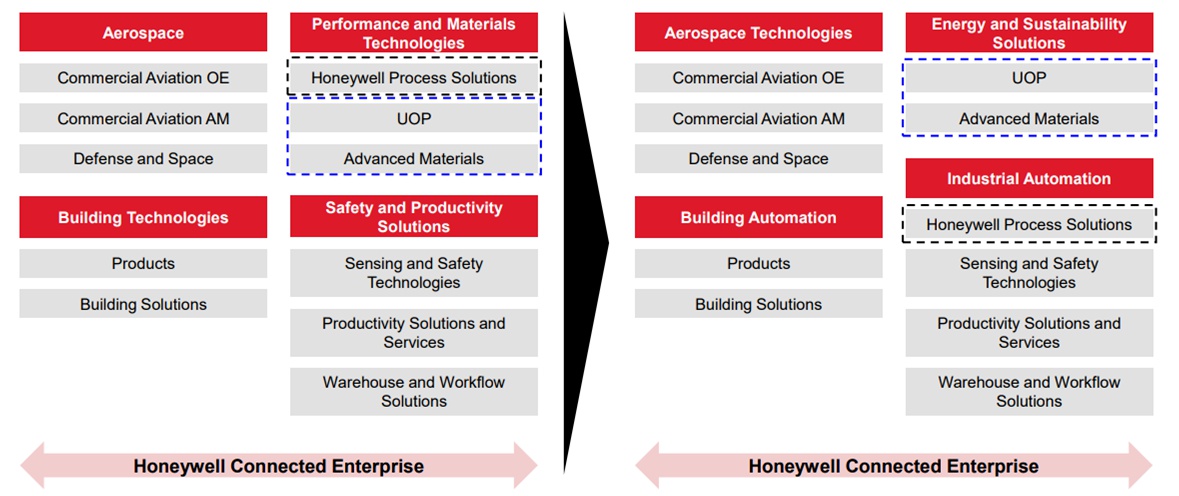 Aerospace
Commercial Aviation OE
Commercial Aviation AM
Defense and Space
Building Technologies
Products
Building Solutions
Performance and Materials
Technologies
Honeywell Process Solutions
UOP
Advanced Materials
Safety and Productivity
Solutions
Sensing and Safety
Technologies
Productivity Solutions and
Services
Warehouse and Workflow
Solutions
Honeywell Connected Enterprise
Aerospace Technologies
Commercial Aviation OE
Commercial Aviation AM
Defense and Space
Building Automation
Products
Building Solutions
Energy and Sustainability
Solutions
UOP
Advanced Materials
Industrial Automation
Honeywell Process Solutions
Sensing and Safety
Technologies
Productivity Solutions and
Services
Warehouse and Workflow
Solutions
Honeywell Connected Enterprise